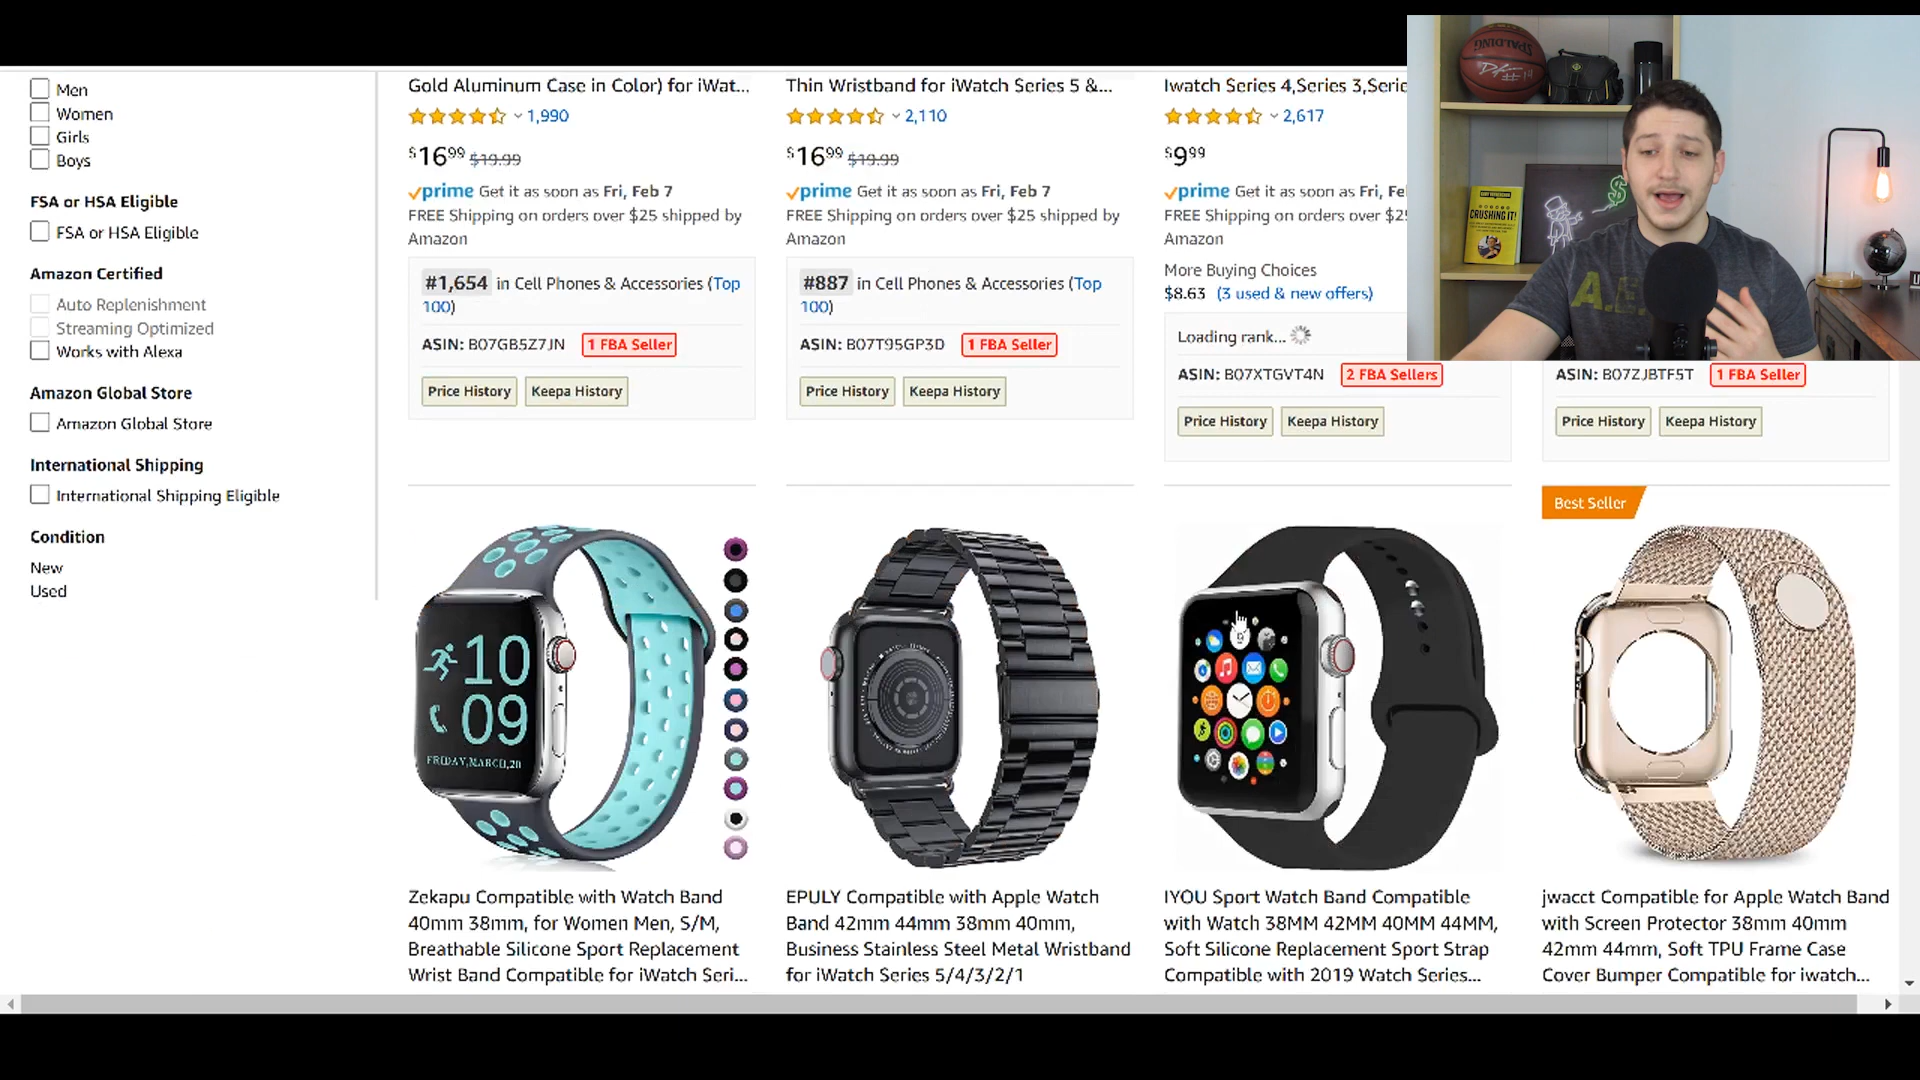 Men
Women
Girls
Boys
FSA or HSA Eligible
FSA or HSA Eligible
Amazon Certified
Auto Replenishment
Streaming Optimized
Works with Alexa
Amazon Global Store
Amazon Global Store
International Shipping
International Shipping Eligible
Condition
New
Used
Gold Aluminum Case in Color) for iWat...
1,990
$16.99 $19.99
prime Get it as soon as Fri, Feb 7
FREE Shipping on orders over $25 shipped by
Amazon
#1,654 in Cell Phones & Accessories (Top
100)
ASIN: B07GB5Z7JN 1 FBA Seller
Price History Keepa History
Thin Wristband for iWatch Series 5 &...
2,110
$16.99 $19.99
prime Get it as soon as Fri, Feb 7
FREE Shipping on orders over $25 shipped by
Amazon
#887 in Cell Phones & Accessories (Top
100)
ASIN: B07T95GP3D 1 FBA Seller
Price History Keepa History
Iwatch Series 4,Series 3,Serie
2,617
$9.99
prime Get it as soon as Fri, Fe
FREE Shipping on orders over $25
Amazon
More Buying Choices
$8.63 (3 used & new offers)
Loading rank...
ASIN: B07XTGVT4N 2 FBA Sellers
Price History Keepa History
SPALDING
#14
CRUSHING IT!
$
A.E.
ASIN: B07ZJBTF5T 1 FBA Seller
Price History Keepa History
10
09
FRIDAY,MARCH,20
Zekapu Compatible with Watch Band
40mm 38mm, for Women Men, S/M,
Breathable Silicone Sport Replacement
Wrist Band Compatible for iWatch Seri...
EPULY Compatible with Apple Watch
Band 42mm 44mm 38mm 40mm,
Business Stainless Steel Metal Wristband
for iWatch Series 5/4/3/2/1
IYOU Sport Watch Band Compatible
with Watch 38MM 42MM 40MM 44MM,
Soft Silicone Replacement Sport Strap
Compatible with 2019 Watch Series...
Best Seller
jwacct Compatible for Apple Watch Band
with Screen Protector 38mm 40mm
42mm 44mm, Soft TPU Frame Case
Cover Bumper Compatible for iwatch...